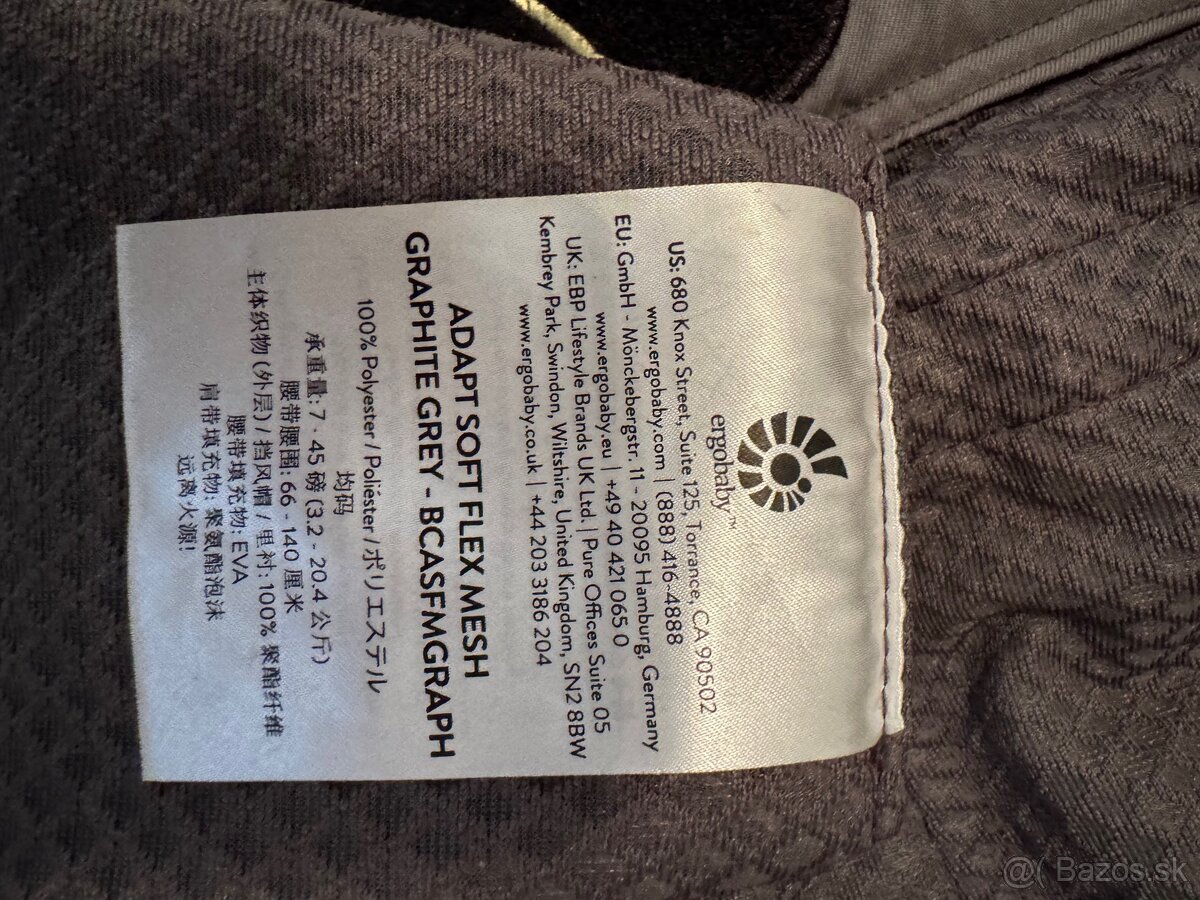 ergobaby™
US: 680 Knox Street, Suite 125, Torrance, CA 90502
www.ergobaby.com | (888) 416-4888
EU: GmbH - Mönckebergstr. 11 - 20095 Hamburg, Germany
www.ergobaby.eu | +49 40 421 065 0
UK: EBP Lifestyle Brands UK Ltd. | Pure Offices Suite 05
Kembrey Park, Swindon, Wiltshire, United Kingdom, SN2 8BW
www.ergobaby.co.uk | +44 203 3186 204
ADAPT SOFT FLEX MESH
GRAPHITE GREY - BCASFMGRAPH
100% Polyester / Poliéster / ポリエステル
均码
承重量: 7 - 45 磅 (3.2 - 20.4 公斤)
腰带腰围: 66 - 140 厘米
主体织物 (外层) / 挡风帽 / 里衬: 100% 聚酯纤维
腰带填充物: EVA
肩带填充物: 聚氨酯泡沫
远离火源!
@( Bazos.sk